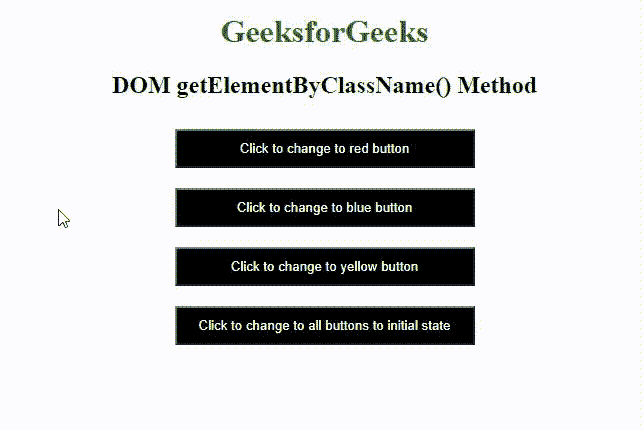 GeeksforGeeks
DOM getElementByClassName() Method
Click to change to red button
Click to change to blue button
Click to change to yellow button
Click to change to all buttons to initial state